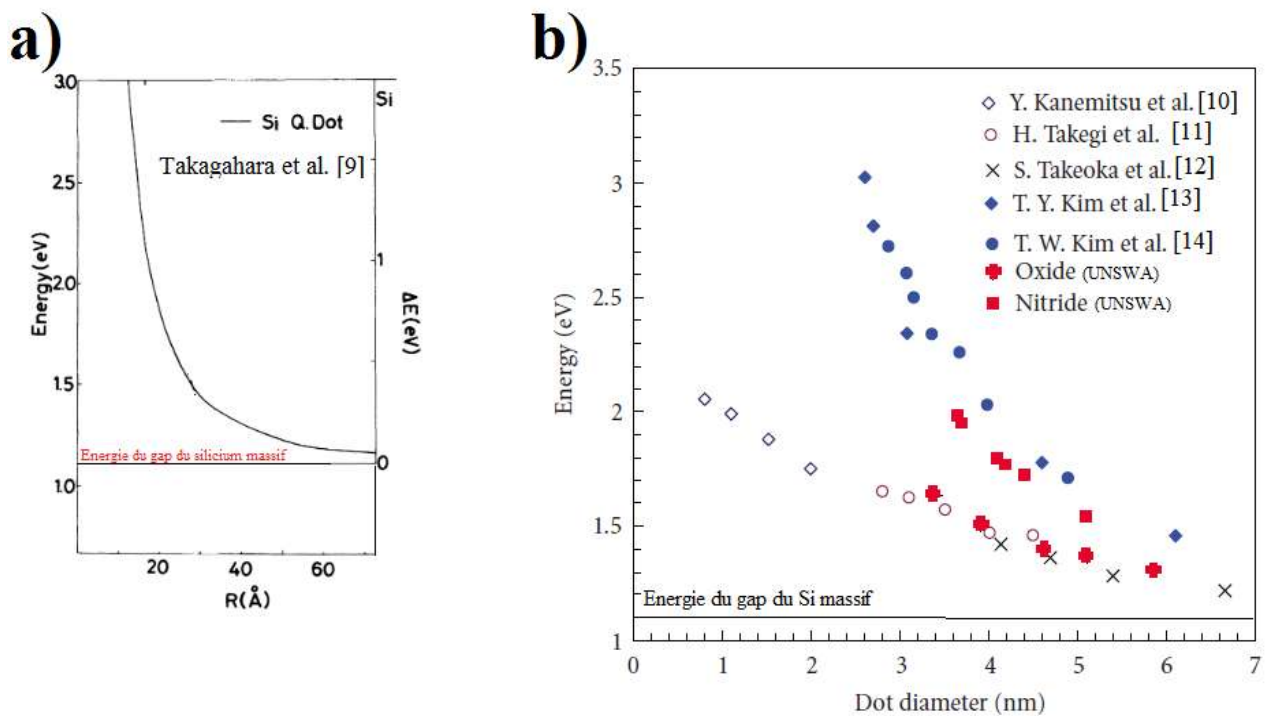 a)
3.0
2.5
2.0
1.5
1.0
Energy(eV)
Si
Si Q.Dot
Takagahara et al. [9]
1
0
ΔE(eV)
Energie du gap du silicium massif
20
40
60
R(Å)
b)
3.5
3
2.5
2
1.5
1
Energy (eV)
Y. Kanemitsu et al. [10]
H. Takegi et al. [11]
S. Takeoka et al. [12]
T. Y. Kim et al. [13]
T. W. Kim et al. [14]
Oxide (UNSWA)
Nitride (UNSWA)
Energie du gap du Si massif
0
1
2
3
4
5
6
7
Dot diameter (nm)